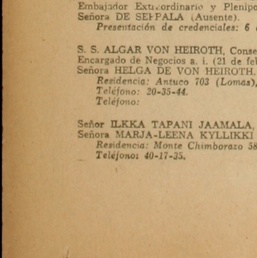 Embajador Extraordinario y Plenipo
Señora DE SEPPALA (Ausente).
Presentación de credenciales: 6
S. S. ALGAR VON HEIROTH, Conse
Encargado de Negocios a. i. (21 de feb
Señora HELGA DE VON HEIROTH.
Residencia: Antuco 703 (Lomas),
Teléfono: 20-35-44.
Teléfono:
Señor ILKKA TAPANI JAAMALA,
Señora MARJA-LEENA KYLLIKKI
Residencia: Monte Chimborazo 58
Teléfono: 40-17-35.